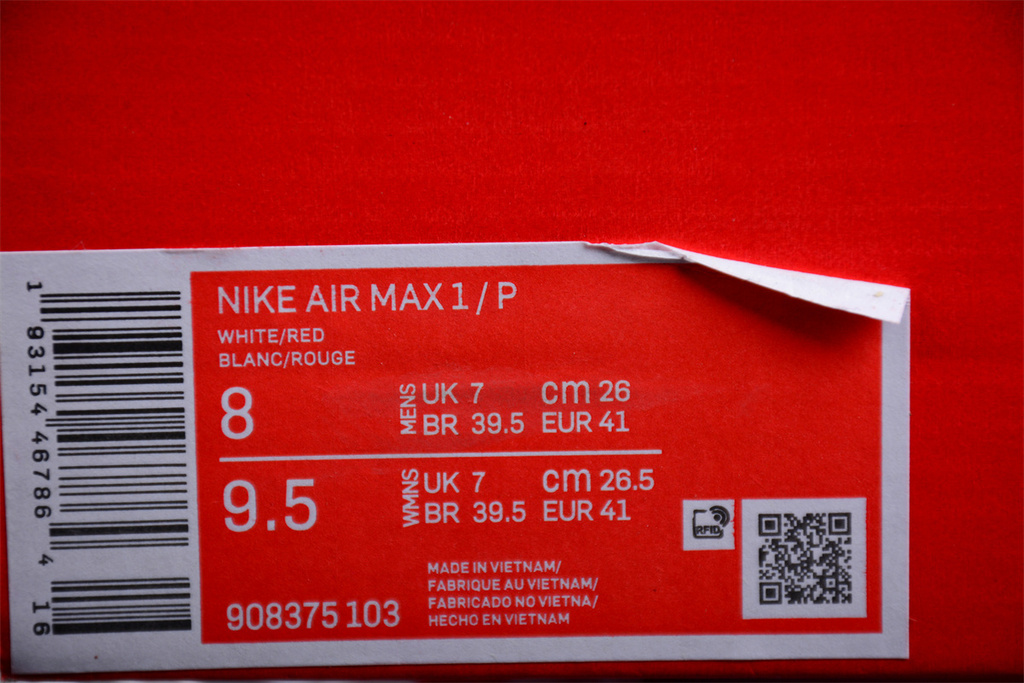 NIKE AIR MAX 1 / P
WHITE/RED
BLANC/ROUGE
8
MENS
UK 7 cm 26
BR 39.5 EUR 41
9.5
WMNS
UK 7 cm 26.5
BR 39.5 EUR 41
RFID
MADE IN VIETNAM/
FABRIQUE AU VIETNAM/
FABRICADO NO VIETNA/
HECHO EN VIETNAM
908375 103
1 93154 46786 4 16